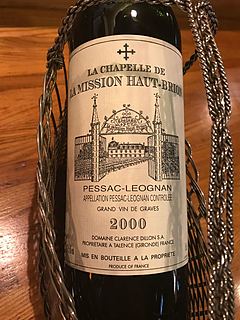 LA CHAPELLE DE
LA MISSION HAUT-BRION
PESSAC-LEOGNAN
APPELLATION PESSAC-LEOGNAN CONTROLEE
GRAND VIN DE GRAVES
2000
DOMAINE CLARENCE DILLON S.A.
PROPRIETAIRE A TALENCE (GIRONDE) FRANCE
MIS EN BOUTEILLE A LA PROPRIETE
PRODUCE OF FRANCE